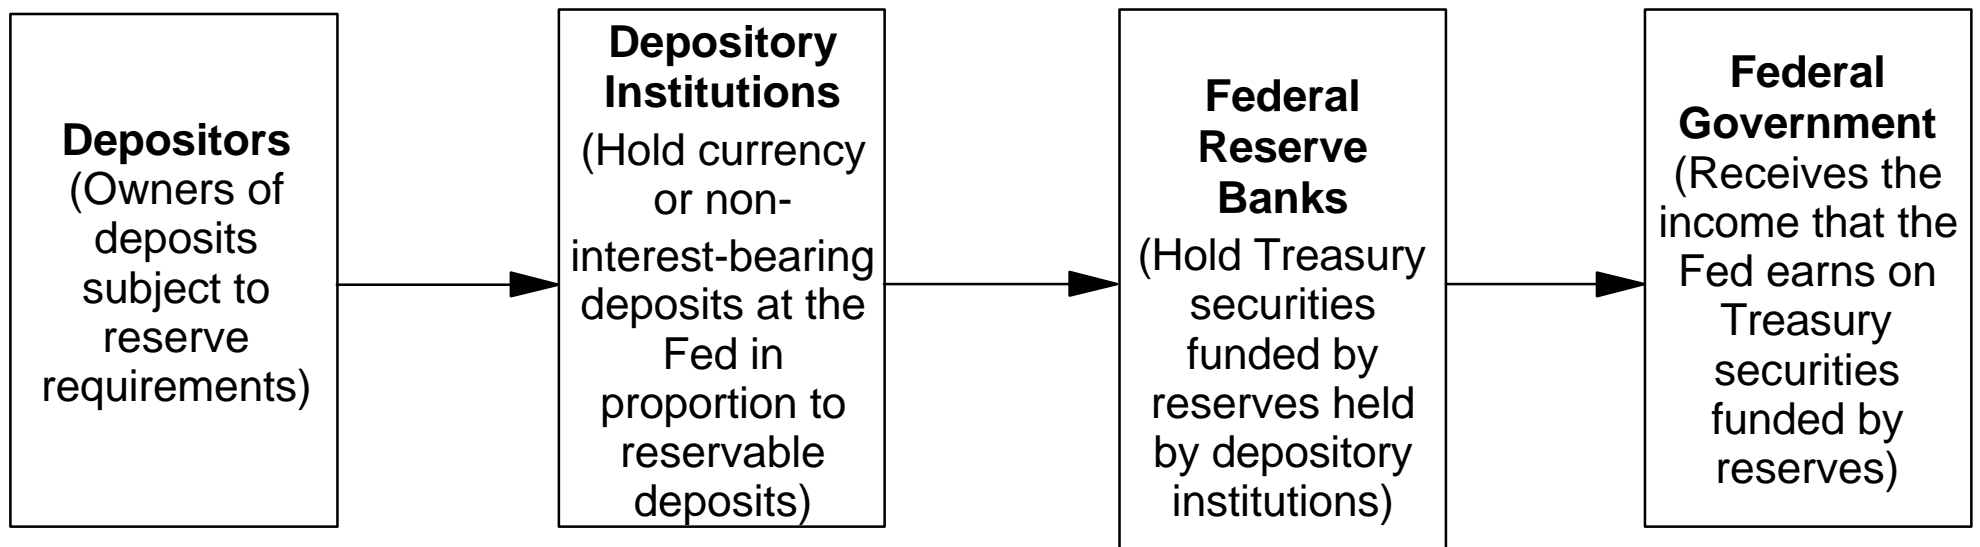 Depositors
(Owners of
deposits
subject to
reserve
requirements)
Depository
Institutions
(Hold currency
or non-
interest-bearing
deposits at the
Fed in
proportion to
reservable
deposits)
Federal
Reserve
Banks
(Hold Treasury
securities
funded by
reserves held
by depository
institutions)
Federal
Government
(Receives the
income that the
Fed earns on
Treasury
securities
funded by
reserves)